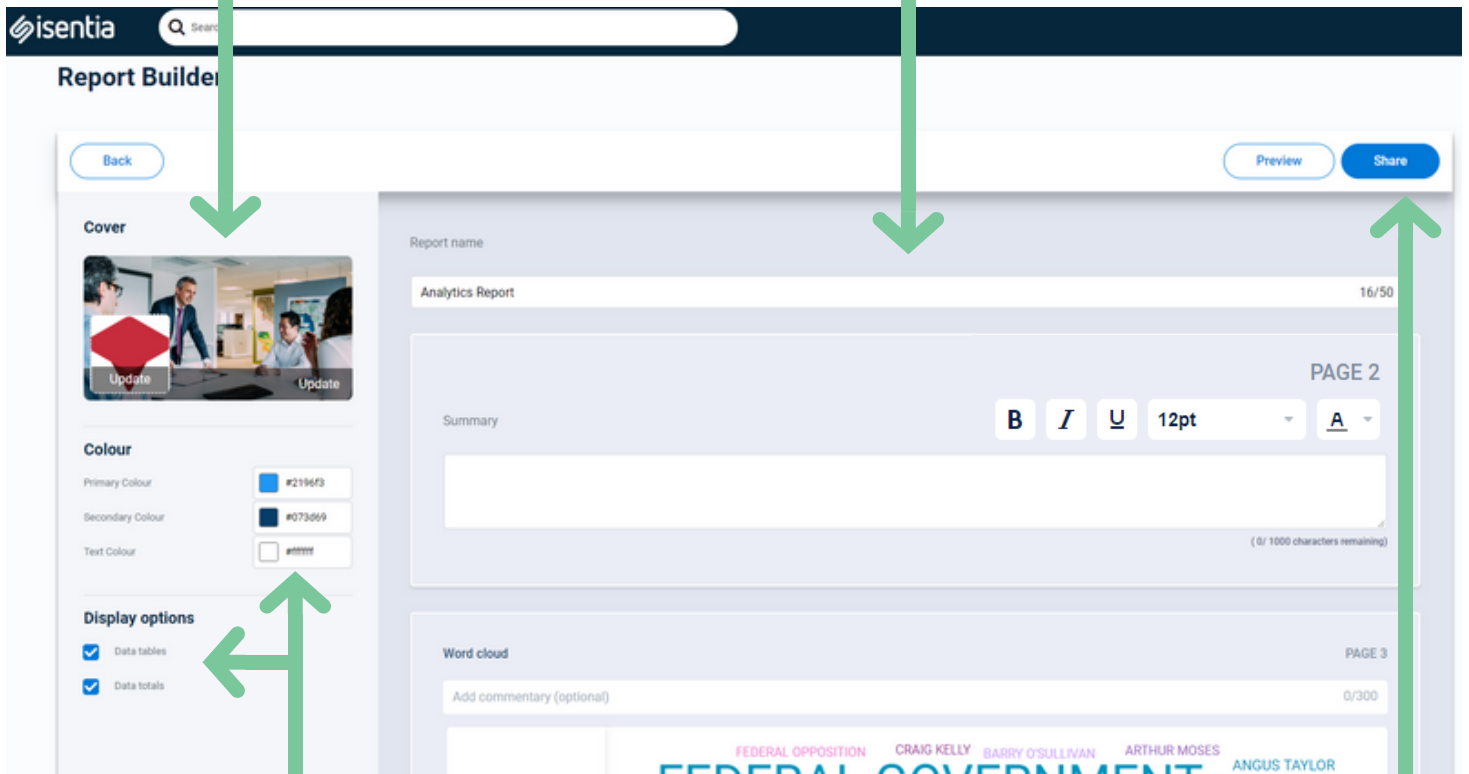 isentia
Report Builder
Back
Preview
Share
Cover
Update
Update
Colour
Primary Colour
#2196f3
Secondary Colour
#073d69
Text Colour
#ffffff
Display options
Data tables
Data totals
Report name
Analytics Report
16/50
PAGE 2
Summary
B I U 12pt A
( 0/ 1000 characters remaining)
Word cloud
PAGE 3
Add commentary (optional)
0/300
FEDERAL OPPOSITION
CRAIG KELLY
BARRY O'SULLIVAN
ARTHUR MOSES
ANGUS TAYLOR
FEDERAL GOVERNMENT